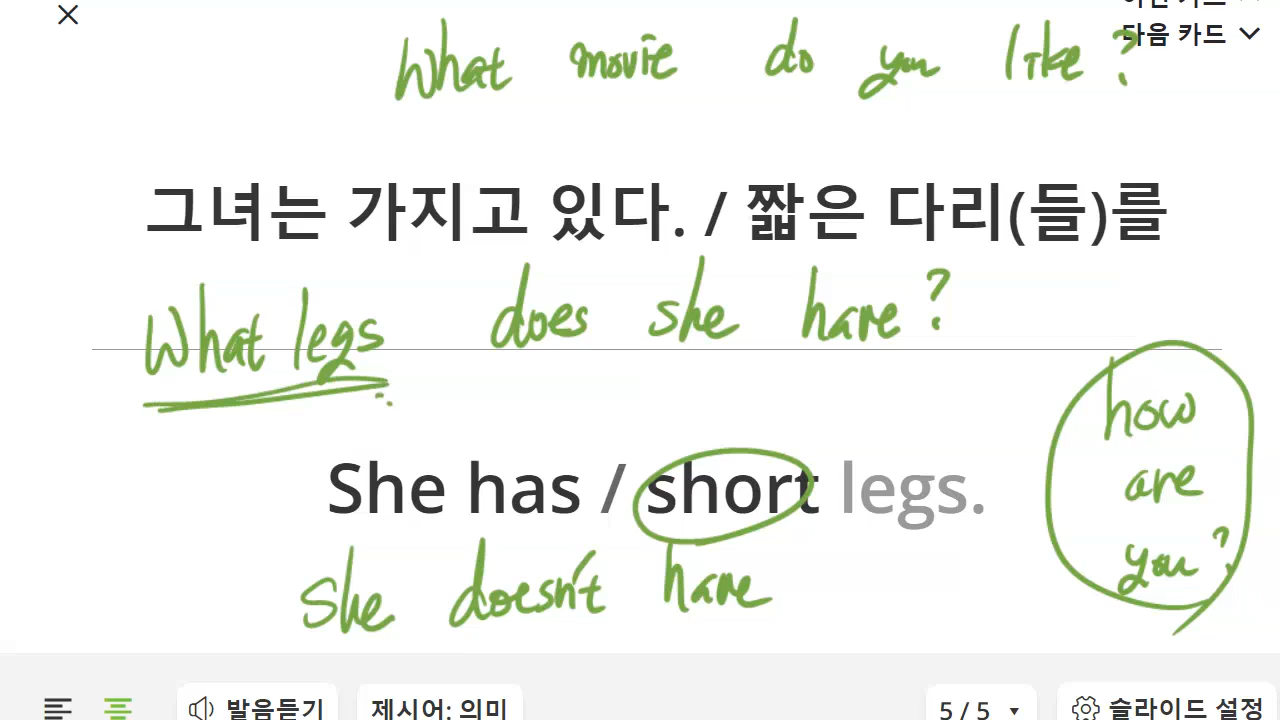 다음 카드
What movie do you like?
그녀는 가지고 있다. / 짧은 다리(들)를
What legs does she have?
She has / short legs.
how
are
you?
She doesn't have
발음듣기 제시어: 의미 5 / 5 슬라이드 설정